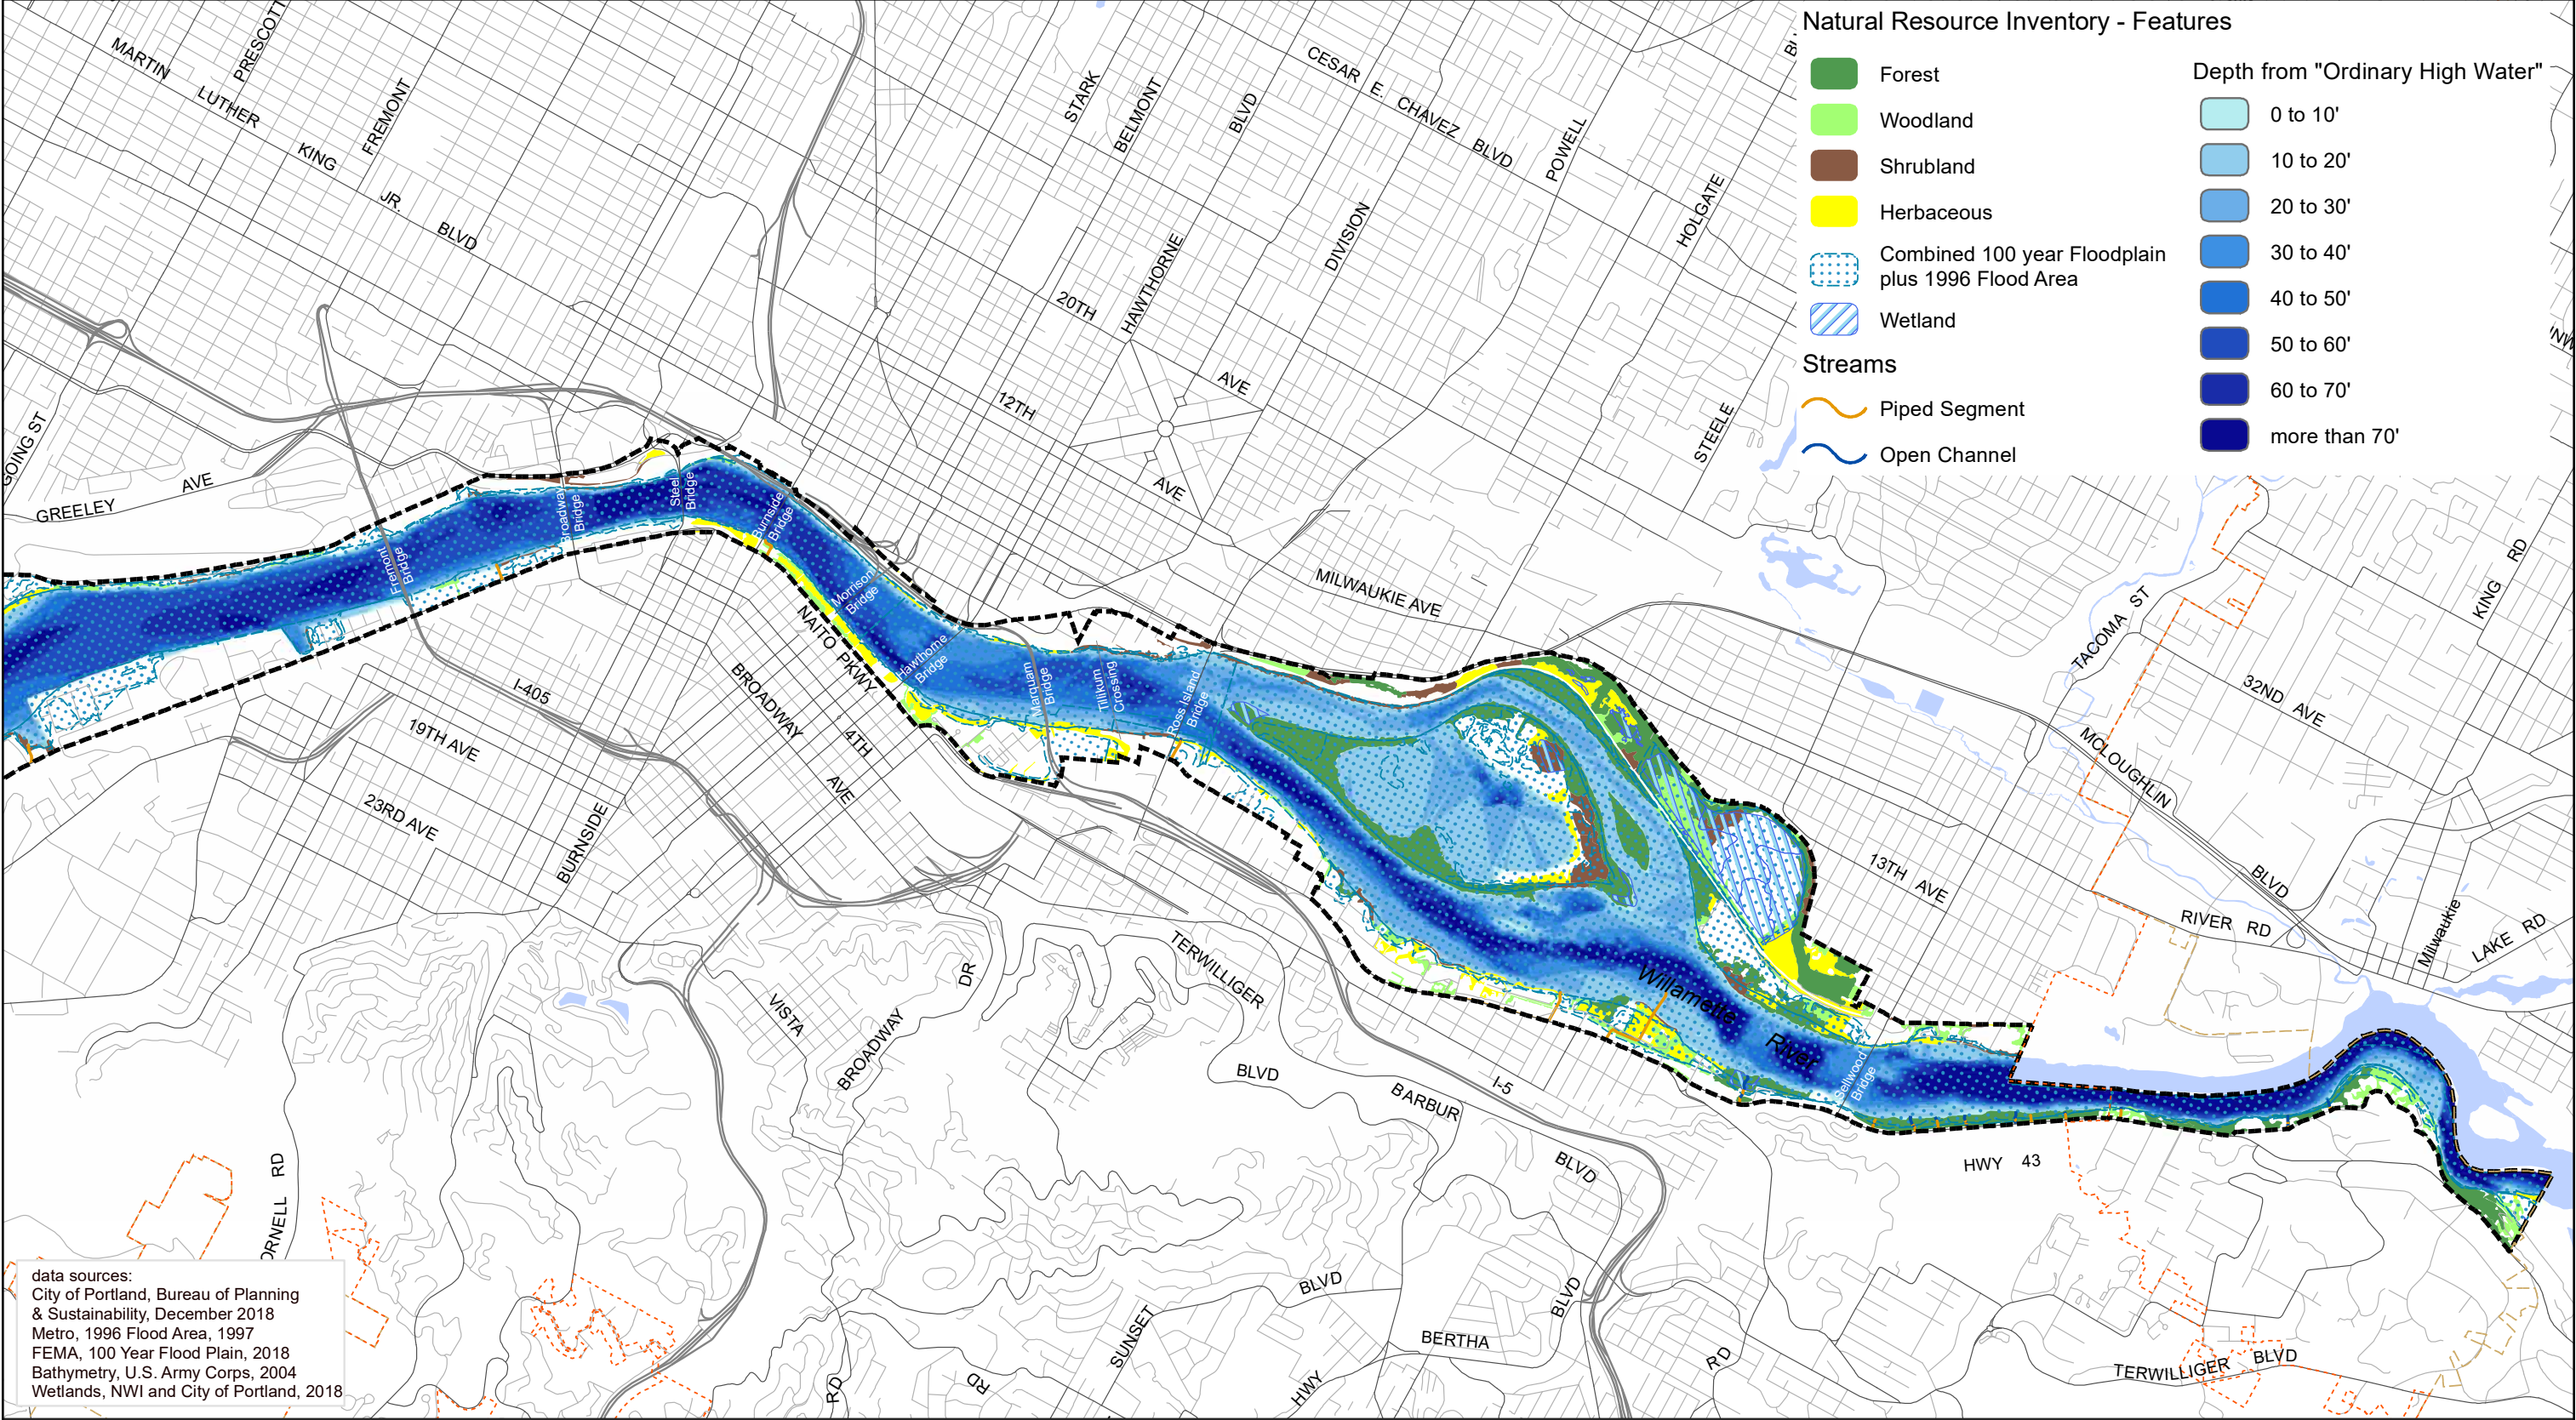 Natural Resource Inventory - Features
Forest
Woodland
Shrubland
Herbaceous
Combined 100 year Floodplain
plus 1996 Flood Area
Wetland
Streams
Piped Segment
Open Channel
Depth from "Ordinary High Water"
0 to 10'
10 to 20'
20 to 30'
30 to 40'
40 to 50'
50 to 60'
60 to 70'
more than 70'
MARTIN
LUTHER
KING
JR.
BLVD
PRESCOTT
FREMONT
STARK
BELMONT
BLVD
CESAR E. CHAVEZ BLVD
POWELL
HOLGATE
DIVISION
HAWTHORNE
20TH
AVE
12TH
AVE
STEELE
GOING ST
GREELEY AVE
MILWAUKIE AVE
TACOMA ST
KING RD
32ND AVE
MCLOUGHLIN
BLVD
13TH AVE
RIVER RD
Milwaukie
LAKE RD
Fremont
Bridge
Broadway
Bridge
Steel
Bridge
Burnside
Bridge
Morrison
Bridge
Hawthorne
Bridge
Marquam
Bridge
Tillikum
Crossing
Ross Island
Bridge
Sellwood
Bridge
Willamette
River
NAITO PKWY
I-405
BROADWAY
4TH
AVE
19TH AVE
23RD AVE
BURNSIDE
VISTA
BROADWAY
DR
TERWILLIGER
BLVD
BARBUR
BLVD
I-5
HWY 43
RD
SUNSET
BLVD
BERTHA
BLVD
HWY
RD
RD
RD
TERWILLIGER BLVD
data sources:
City of Portland, Bureau of Planning
& Sustainability, December 2018
Metro, 1996 Flood Area, 1997
FEMA, 100 Year Flood Plain, 2018
Bathymetry, U.S. Army Corps, 2004
Wetlands, NWI and City of Portland, 2018